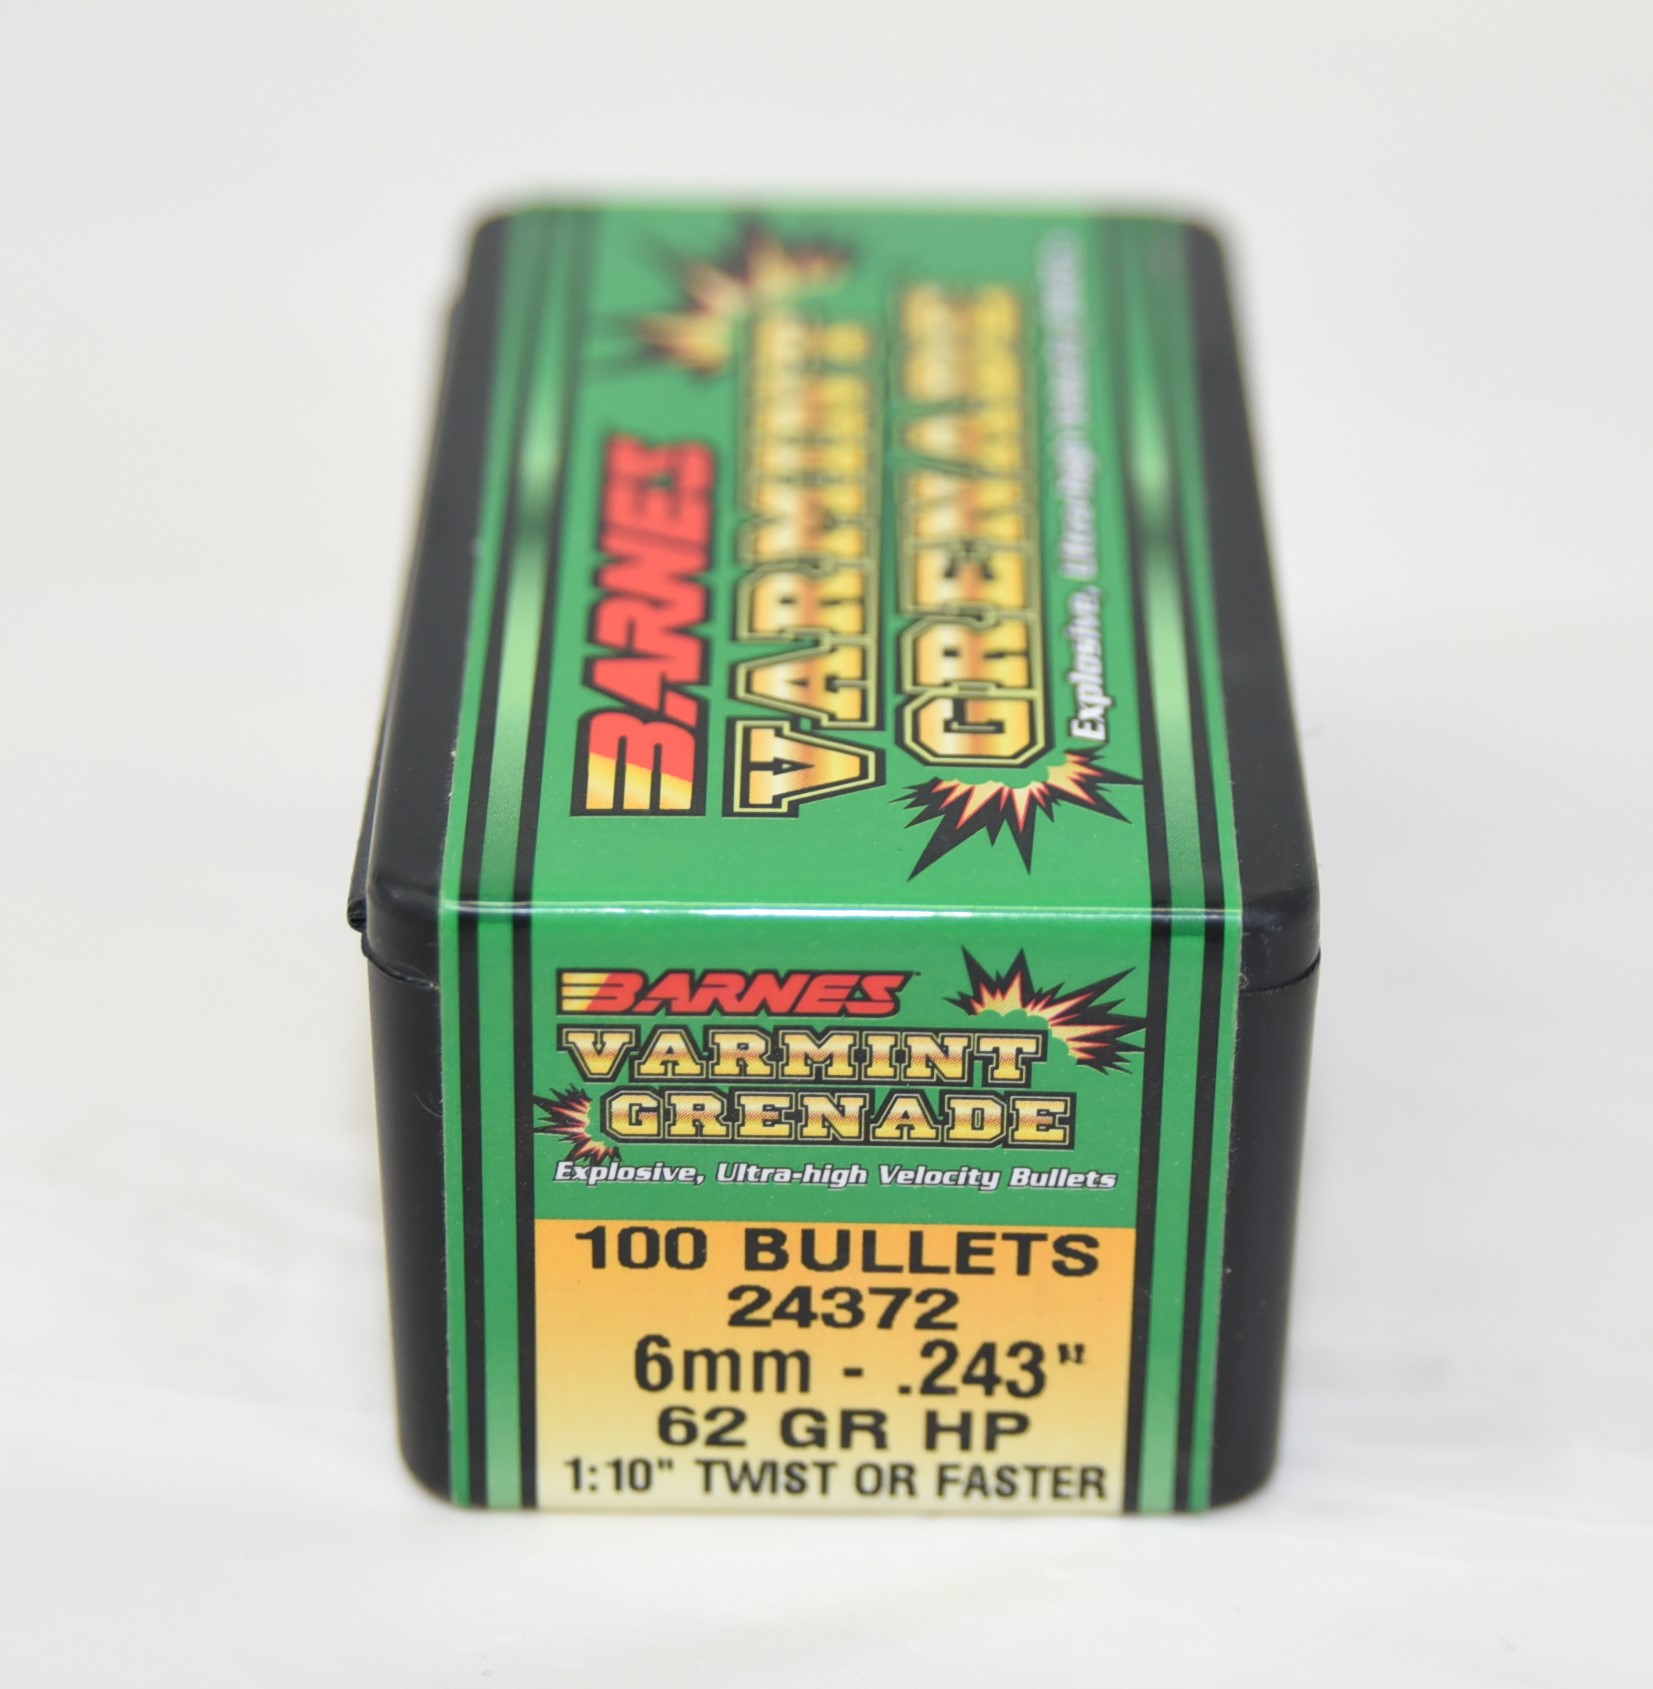 BARNES
VARMINT
GRENADE
Explosive, Ultra-high Velocity Bullets
BARNES
VARMINT
GRENADE
Explosive, Ultra-high Velocity Bullets
100 BULLETS
24372
6mm - .243"
62 GR HP
1:10" TWIST OR FASTER